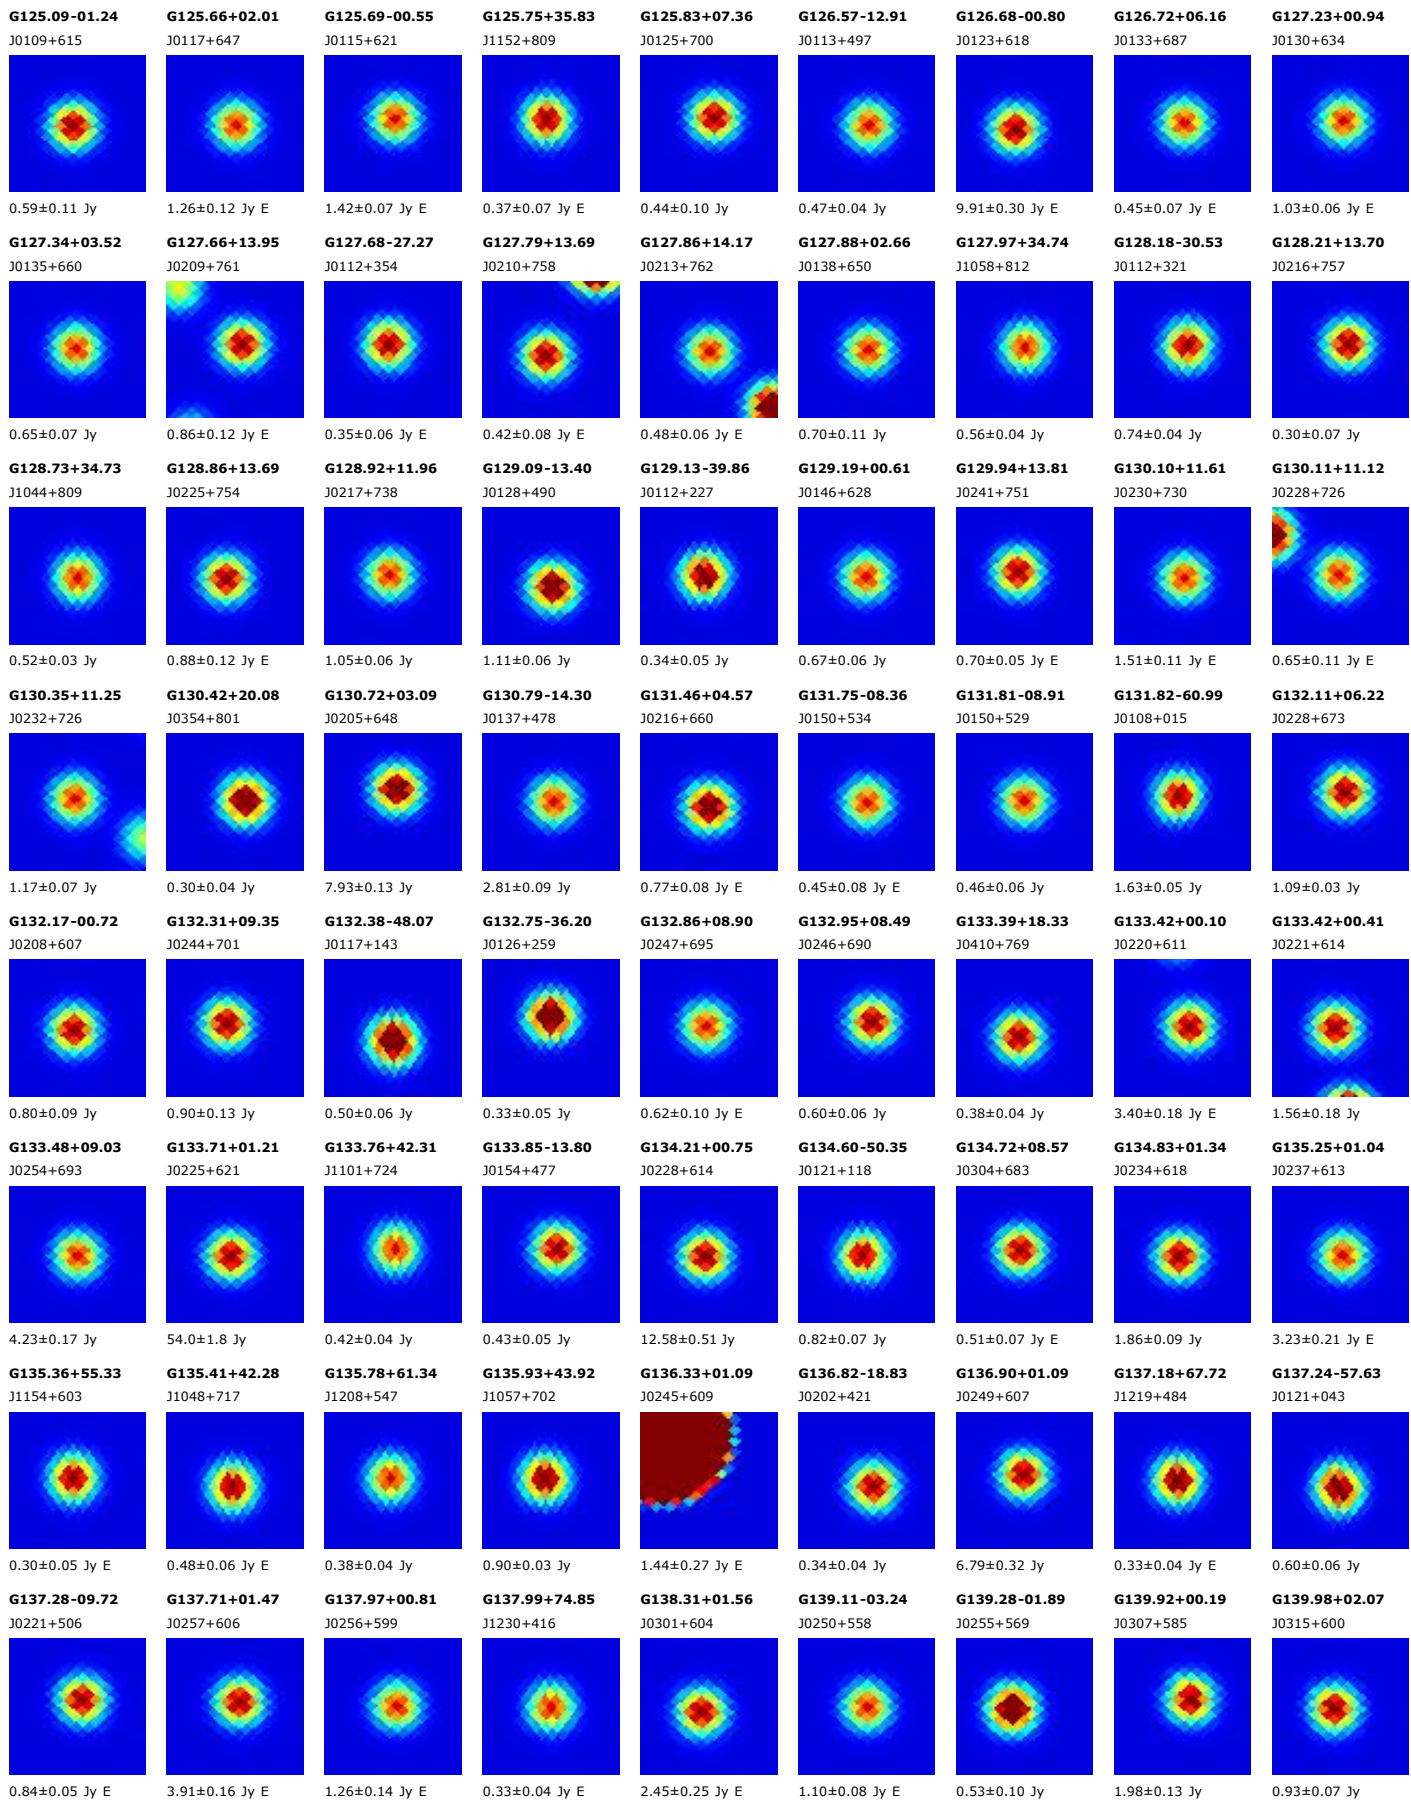 G125.09-01.24 G125.66+02.01 G125.69-00.55 G125.75+35.83 G125.83+07.36 G126.57-12.91 G126.68-00.80 G126.72+06.16 G127.23+00.94
J0109+615 J0117+647 J0115+621 J1152+809 J0125+700 J0113+497 J0123+618 J0133+687 J0130+634
0.59±0.11 Jy 1.26±0.12 Jy E 1.42±0.07 Jy E 0.37±0.07 Jy E 0.44±0.10 Jy 0.47±0.04 Jy 9.91±0.30 Jy E 0.45±0.07 Jy E 1.03±0.06 Jy E
G127.34+03.52 G127.66+13.95 G127.68-27.27 G127.79+13.69 G127.86+14.17 G127.88+02.66 G127.97+34.74 G128.18-30.53 G128.21+13.70
J0135+660 J0209+761 J0112+354 J0210+758 J0213+762 J0138+650 J1058+812 J0112+321 J0216+757
0.65±0.07 Jy 0.86±0.12 Jy E 0.35±0.06 Jy E 0.42±0.08 Jy E 0.48±0.06 Jy E 0.70±0.11 Jy 0.56±0.04 Jy 0.74±0.04 Jy 0.30±0.07 Jy
G128.73+34.73 G128.86+13.69 G128.92+11.96 G129.09-13.40 G129.13-39.86 G129.19+00.61 G129.94+13.81 G130.10+11.61 G130.11+11.12
J1044+809 J0225+754 J0217+738 J0128+490 J0112+227 J0146+628 J0241+751 J0230+730 J0228+726
0.52±0.03 Jy 0.88±0.12 Jy E 1.05±0.06 Jy 1.11±0.06 Jy 0.34±0.05 Jy 0.67±0.06 Jy 0.70±0.05 Jy E 1.51±0.11 Jy E 0.65±0.11 Jy E
G130.35+11.25 G130.42+20.08 G130.72+03.09 G130.79-14.30 G131.46+04.57 G131.75-08.36 G131.81-08.91 G131.82-60.99 G132.11+06.22
J0232+726 J0354+801 J0205+648 J0137+478 J0216+660 J0150+534 J0150+529 J0108+015 J0228+673
1.17±0.07 Jy 0.30±0.04 Jy 7.93±0.13 Jy 2.81±0.09 Jy 0.77±0.08 Jy E 0.45±0.08 Jy E 0.46±0.06 Jy 1.63±0.05 Jy 1.09±0.03 Jy
G132.17-00.72 G132.31+09.35 G132.38-48.07 G132.75-36.20 G132.86+08.90 G132.95+08.49 G133.39+18.33 G133.42+00.10 G133.42+00.41
J0208+607 J0244+701 J0117+143 J0126+259 J0247+695 J0246+690 J0410+769 J0220+611 J0221+614
0.80±0.09 Jy 0.90±0.13 Jy 0.50±0.06 Jy 0.33±0.05 Jy 0.62±0.10 Jy E 0.60±0.06 Jy 0.38±0.04 Jy 3.40±0.18 Jy E 1.56±0.18 Jy
G133.48+09.03 G133.71+01.21 G133.76+42.31 G133.85-13.80 G134.21+00.75 G134.60-50.35 G134.72+08.57 G134.83+01.34 G135.25+01.04
J0254+693 J0225+621 J1101+724 J0154+477 J0228+614 J0121+118 J0304+683 J0234+618 J0237+613
4.23±0.17 Jy 54.0±1.8 Jy 0.42±0.04 Jy 0.43±0.05 Jy 12.58±0.51 Jy 0.82±0.07 Jy 0.51±0.07 Jy E 1.86±0.09 Jy 3.23±0.21 Jy E
G135.36+55.33 G135.41+42.28 G135.78+61.34 G135.93+43.92 G136.33+01.09 G136.82-18.83 G136.90+01.09 G137.18+67.72 G137.24-57.63
J1154+603 J1048+717 J1208+547 J1057+702 J0245+609 J0202+421 J0249+607 J1219+484 J0121+043
0.30±0.05 Jy E 0.48±0.06 Jy E 0.38±0.04 Jy 0.90±0.03 Jy 1.44±0.27 Jy E 0.34±0.04 Jy 6.79±0.32 Jy 0.33±0.04 Jy E 0.60±0.06 Jy
G137.28-09.72 G137.71+01.47 G137.97+00.81 G137.99+74.85 G138.31+01.56 G139.11-03.24 G139.28-01.89 G139.92+00.19 G139.98+02.07
J0221+506 J0257+606 J0256+599 J1230+416 J0301+604 J0250+558 J0255+569 J0307+585 J0315+600
0.84±0.05 Jy E 3.91±0.16 Jy E 1.26±0.14 Jy E 0.33±0.04 Jy E 2.45±0.25 Jy E 1.10±0.08 Jy E 0.53±0.10 Jy 1.98±0.13 Jy 0.93±0.07 Jy